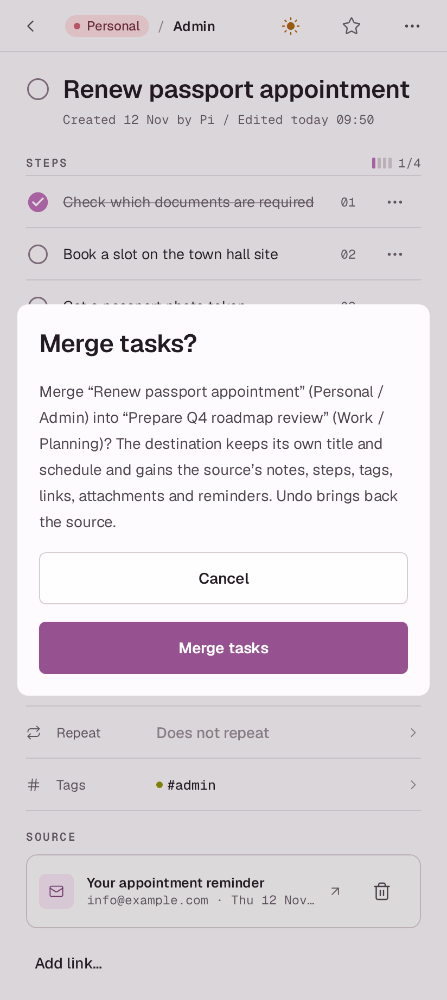 Personal / Admin
Renew passport appointment
Created 12 Nov by Pi / Edited today 09:50
STEPS 1/4
Check which documents are required 01
Book a slot on the town hall site 02
Merge tasks?
Merge “Renew passport appointment” (Personal /
Admin) into “Prepare Q4 roadmap review” (Work /
Planning)? The destination keeps its own title and
schedule and gains the source’s notes, steps, tags,
links, attachments and reminders. Undo brings back
the source.
Cancel
Merge tasks
Repeat Does not repeat
# Tags #admin
SOURCE
Your appointment reminder
info@example.com · Thu 12 Nov…
Add link…